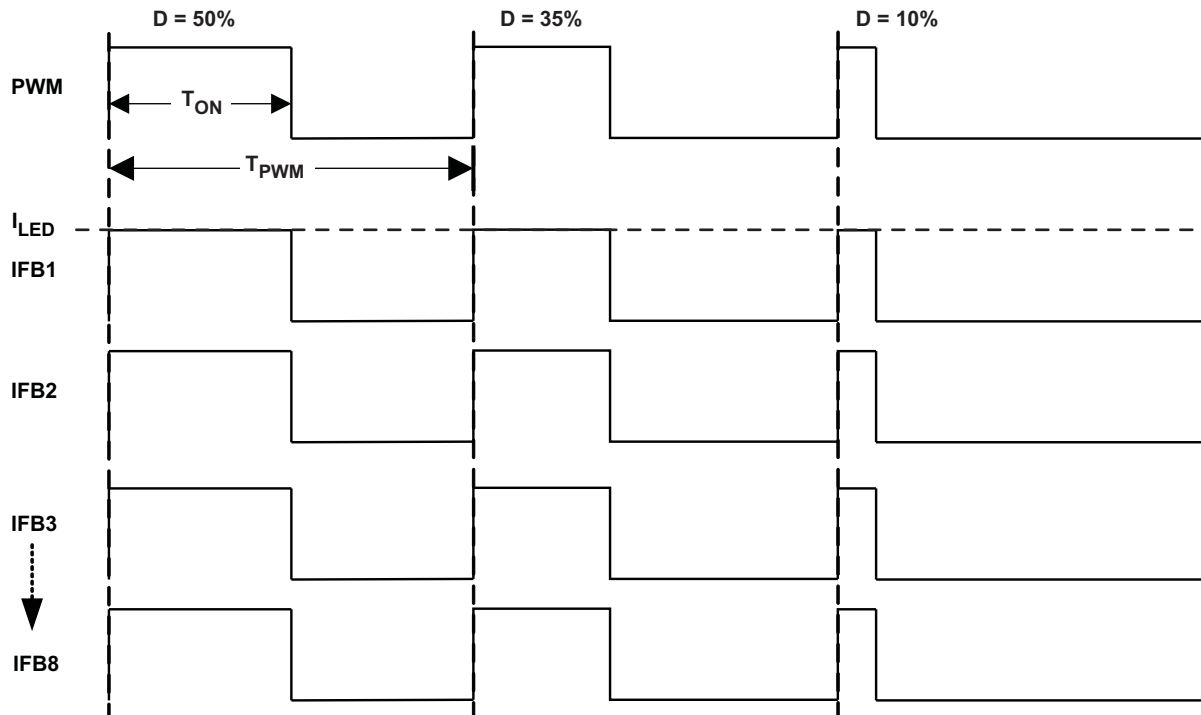 D = 50% D = 35% D = 10%
PWM
TON
TPWM
ILED
IFB1
IFB2
IFB3
IFB8